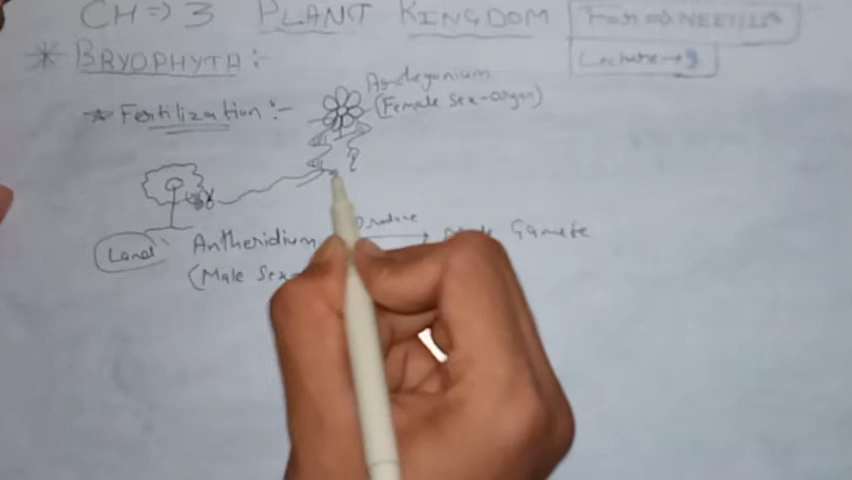 CH => 3 PLANT KINGDOM
For => NEET/11th
Lecture -> 3
* BRYOPHYTA :-
* Fertilization :-
Ardegonium
(Female Sex-organ)
Land
Antheridium
(Male Sex-
Produce
Gamete